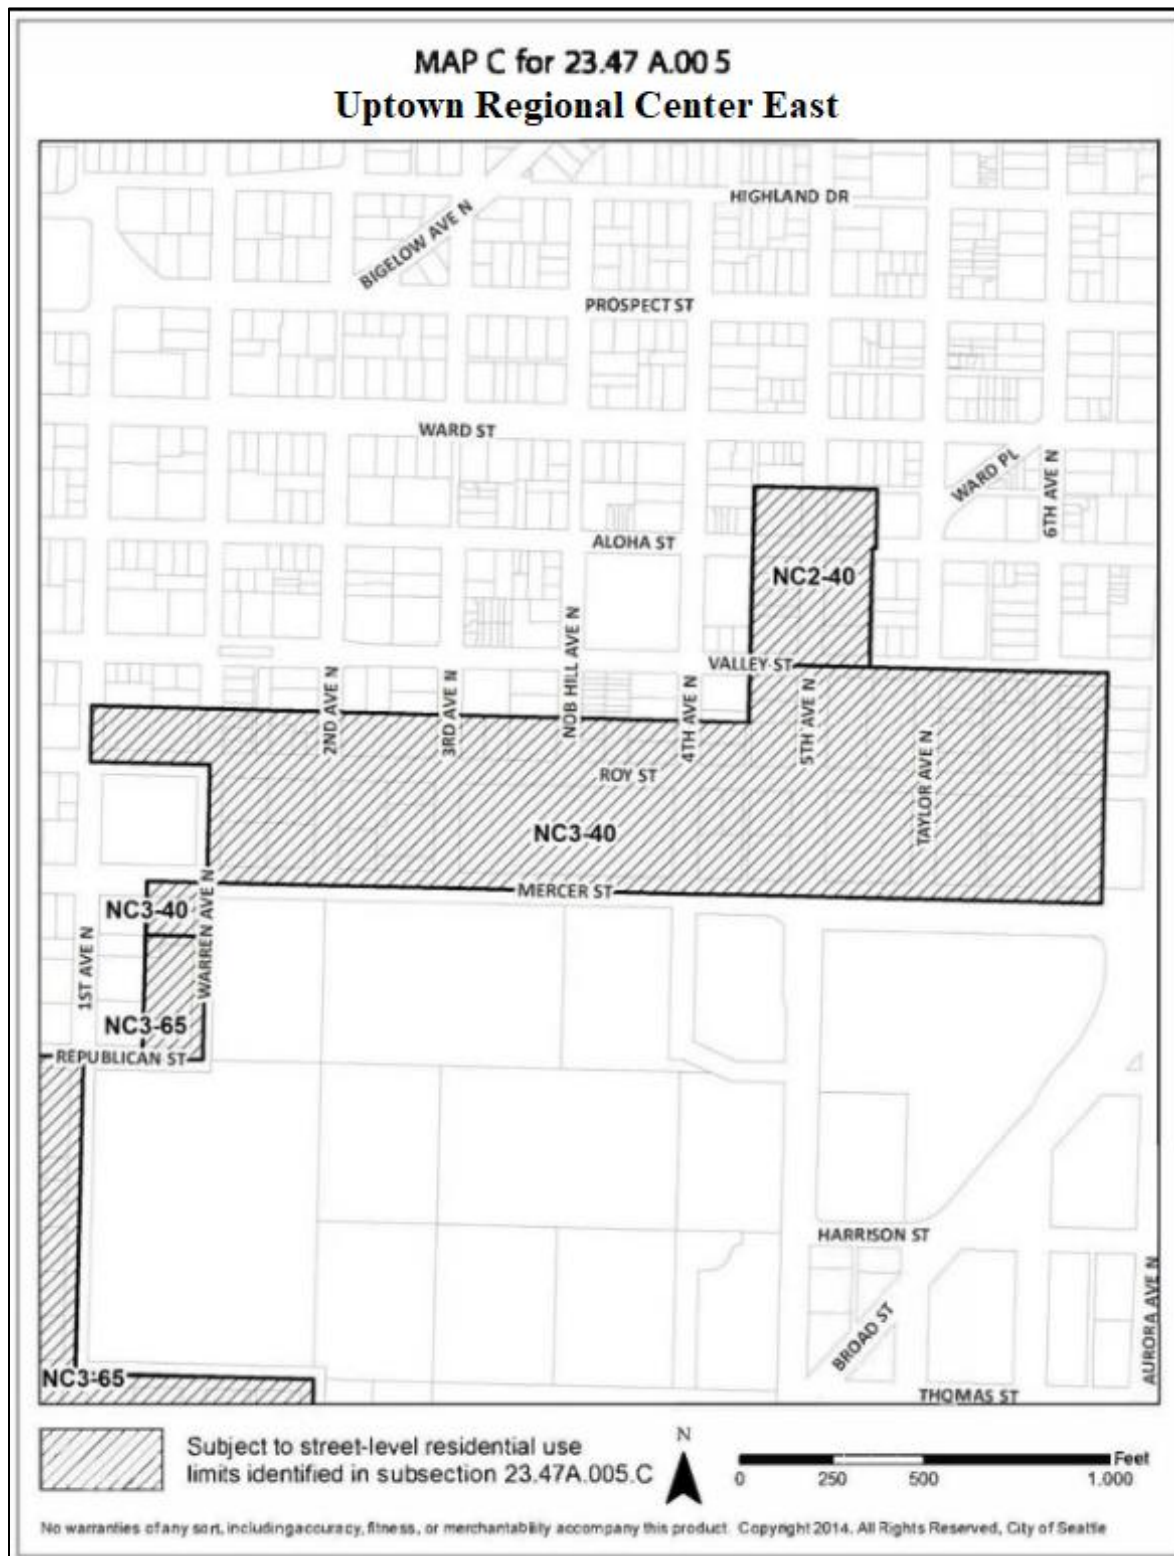 MAP C for 23.47 A.00 5
Uptown Regional Center East
HIGHLAND DR
BIGELOW AVE N
PROSPECT ST
WARD ST
WARD PL
6TH AVE N
ALOHA ST
NC2-40
NOB HILL AVE N
VALLEY ST
2ND AVE N
3RD AVE N
4TH AVE N
5TH AVE N
TAYLOR AVE N
ROY ST
NC3-40
MERCER ST
NC3-40
WARREN AVE N
1ST AVE N
NC3-65
REPUBLICAN ST
HARRISON ST
BROAD ST
AURORA AVE N
NC3-65
THOMAS ST
Subject to street-level residential use
limits identified in subsection 23.47A.005.C
N
Feet
0 250 500 1.000
No warranties of any sort, including accuracy, fitness, or merchantability accompany this product. Copyright 2014. All Rights Reserved, City of Seattle